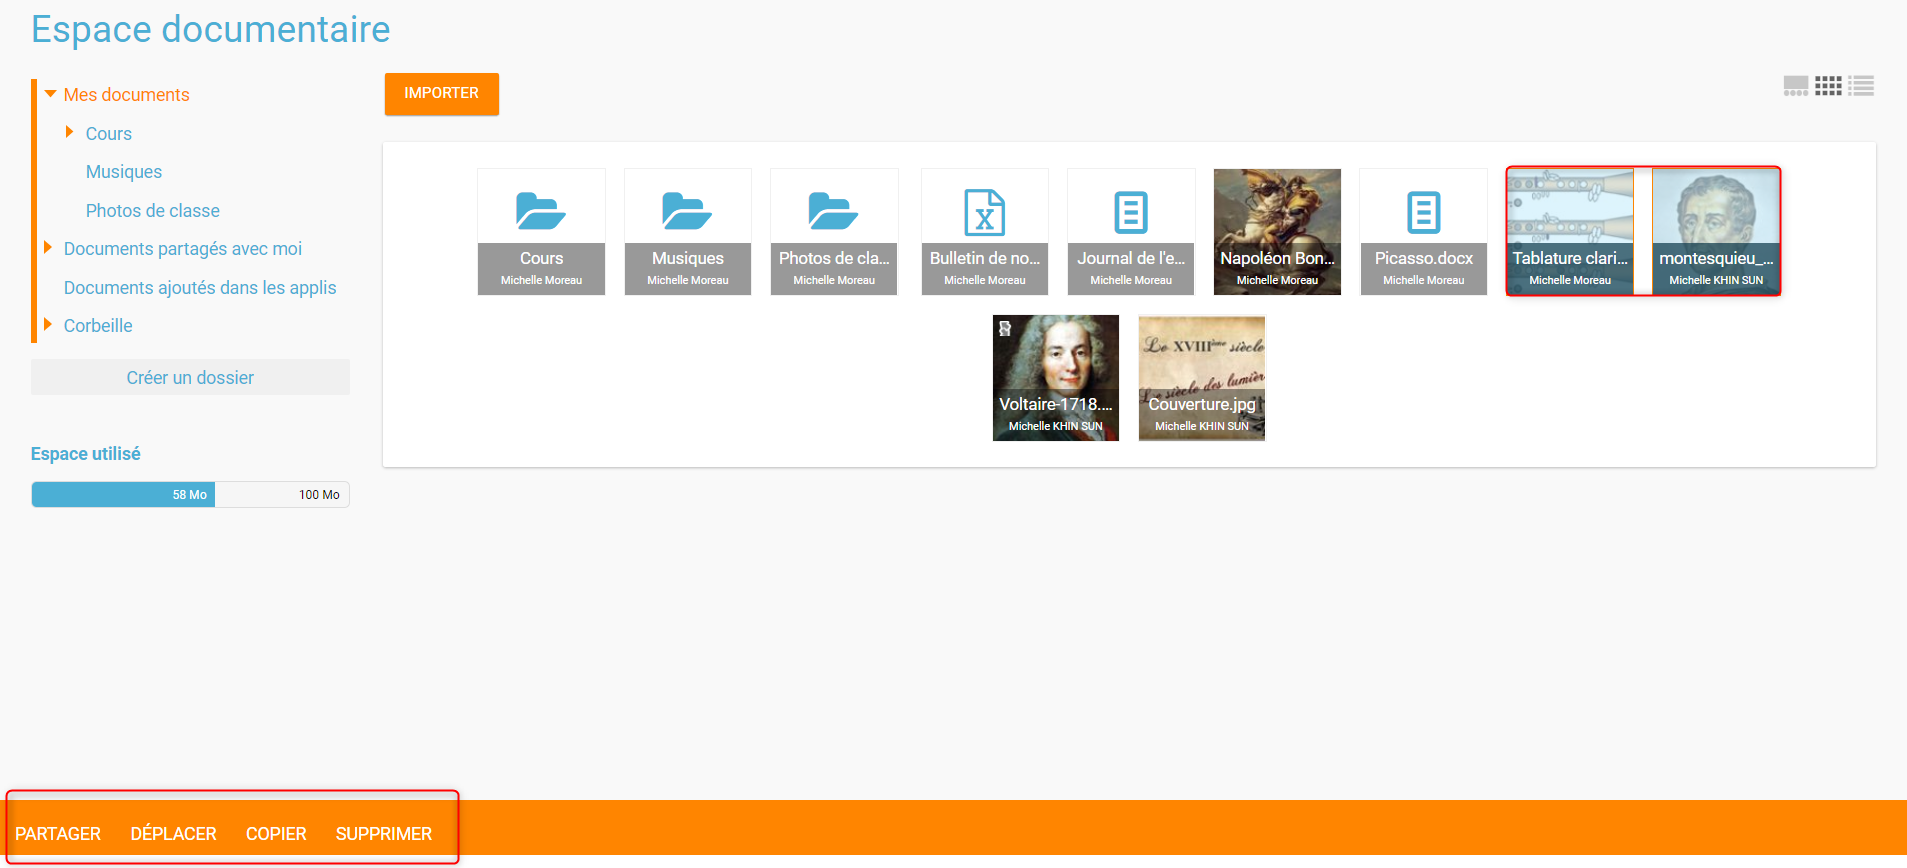 Espace documentaire
Mes documents
Cours
Musiques
Photos de classe
Documents partagés avec moi
Documents ajoutés dans les applis
Corbeille
Créer un dossier
Espace utilisé
58 Mo 100 Mo
IMPORTER
Cours
Michelle Moreau
Musiques
Michelle Moreau
Photos de cla...
Michelle Moreau
Bulletin de no...
Michelle Moreau
Journal de l'e...
Michelle Moreau
Napoléon Bon...
Michelle Moreau
Picasso.docx
Michelle Moreau
Tablature clari...
Michelle Moreau
montesquieu_...
Michelle KHIN SUN
Voltaire-1718....
Michelle KHIN SUN
Le XVIIIème siècle
Le siècle des lumièr
Couverture.jpg
Michelle KHIN SUN
PARTAGER DÉPLACER COPIER SUPPRIMER